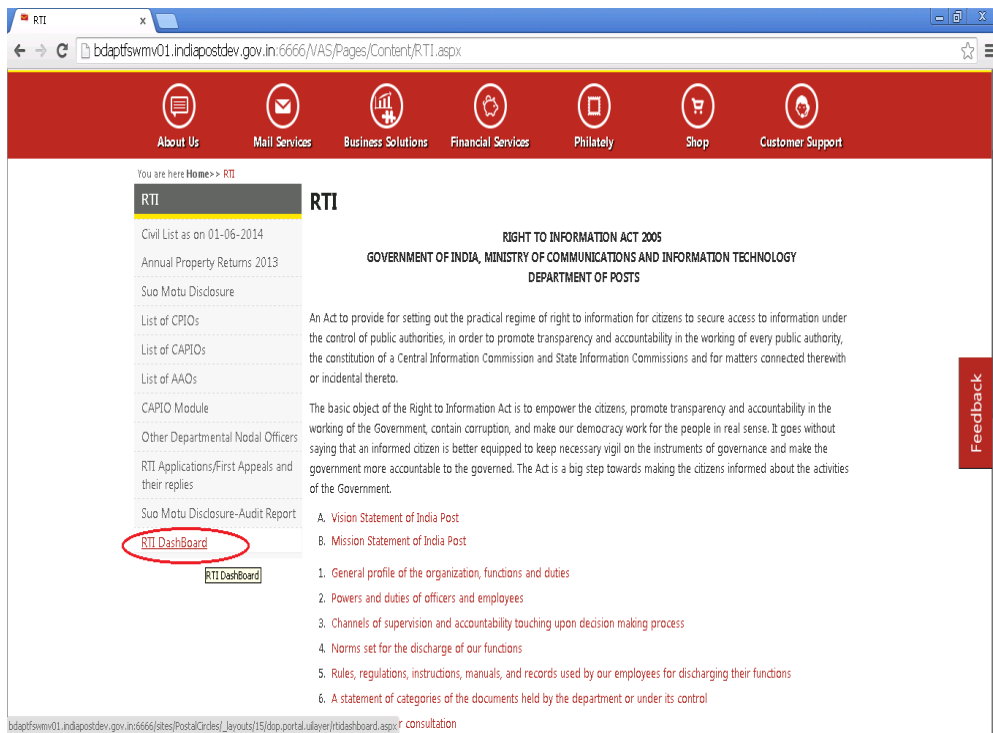 RTI
bdaptfswmv01.indiapostdev.gov.in:6666/VAS/Pages/Content/RTI.aspx
About Us
Mail Services
Business Solutions
Financial Services
Philately
Shop
Customer Support
You are here Home>> RTI
RTI
Civil List as on 01-06-2014
Annual Property Returns 2013
Suo Motu Disclosure
List of CPIOs
List of CAPIOs
List of AAOs
CAPIO Module
Other Departmental Nodal Officers
RTI Applications/First Appeals and
their replies
Suo Motu Disclosure-Audit Report
RTI DashBoard
RTI DashBoard
RTI
RIGHT TO INFORMATION ACT 2005
GOVERNMENT OF INDIA, MINISTRY OF COMMUNICATIONS AND INFORMATION TECHNOLOGY
DEPARTMENT OF POSTS
An Act to provide for setting out the practical regime of right to information for citizens to secure access to information under
the control of public authorities, in order to promote transparency and accountability in the working of every public authority,
the constitution of a Central Information Commission and State Information Commissions and for matters connected therewith
or incidental thereto.
The basic object of the Right to Information Act is to empower the citizens, promote transparency and accountability in the
working of the Government, contain corruption, and make our democracy work for the people in real sense. It goes without
saying that an informed citizen is better equipped to keep necessary vigil on the instruments of governance and make the
government more accountable to the governed. The Act is a big step towards making the citizens informed about the activities
of the Government.
A. Vision Statement of India Post
B. Mission Statement of India Post
1. General profile of the organization, functions and duties
2. Powers and duties of officers and employees
3. Channels of supervision and accountability touching upon decision making process
4. Norms set for the discharge of our functions
5. Rules, regulations, instructions, manuals, and records used by our employees for discharging their functions
6. A statement of categories of the documents held by the department or under its control
r consultation
Feedback
bdaptfswmv01.indiapostdev.gov.in:6666/sites/PostalCircles/_layouts/15/dop.portal.uilayer/rtidashboard.aspx